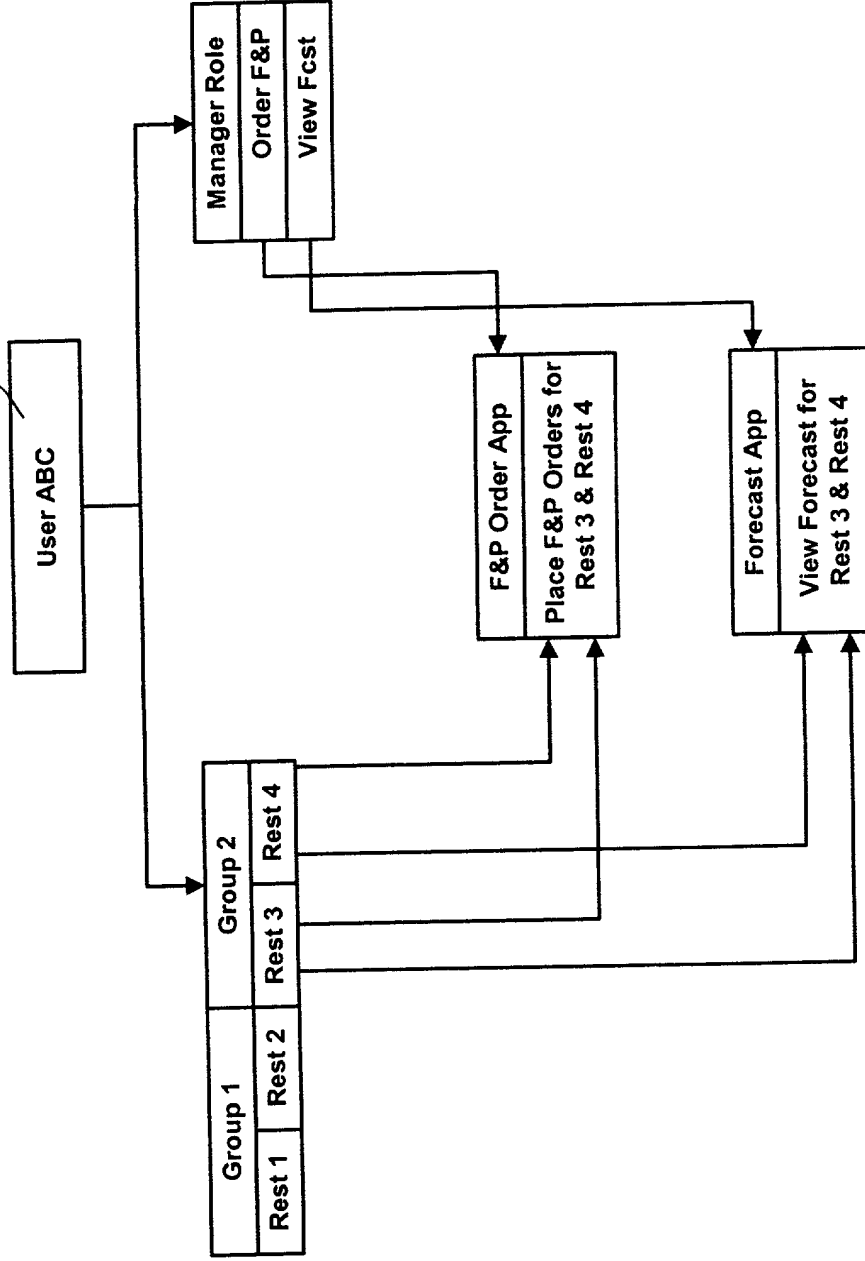 User ABC
Group 1
Group 2
Rest 1
Rest 2
Rest 3
Rest 4
Manager Role
Order F&P
View Fcst
F&P Order App
Place F&P Orders for
Rest 3 & Rest 4
Forecast App
View Forecast for
Rest 3 & Rest 4